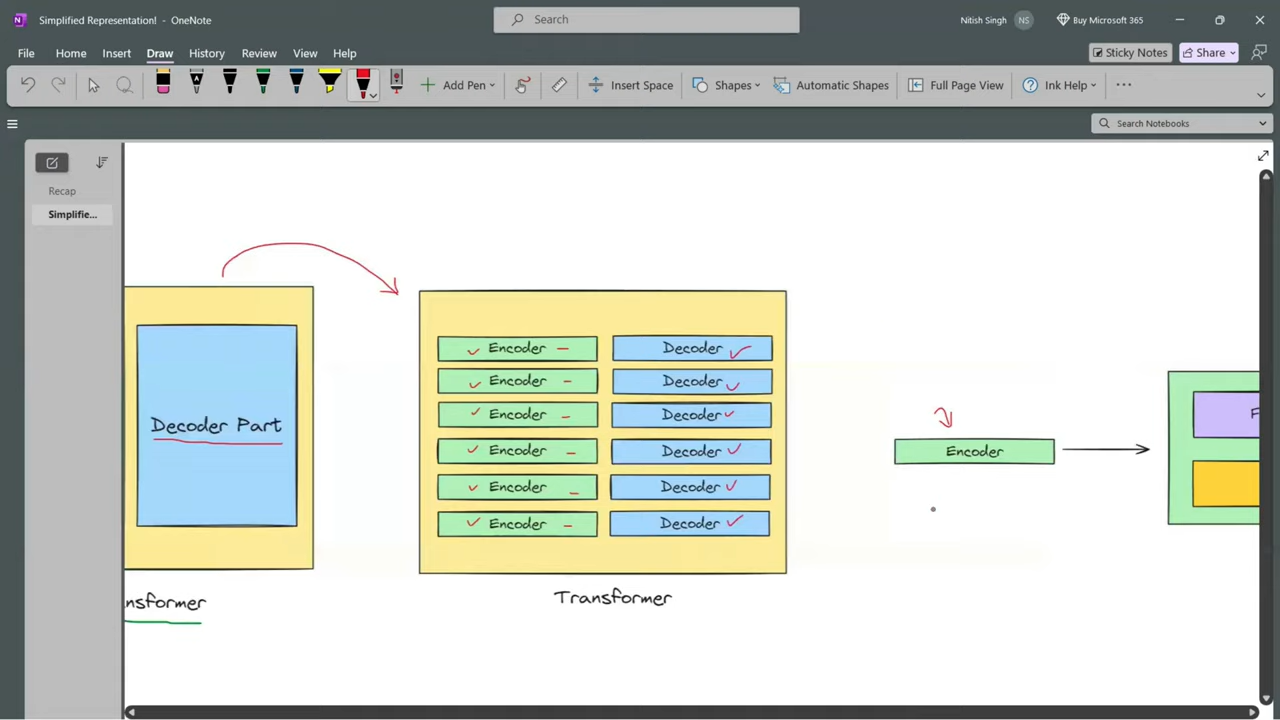 Simplified Representation! - OneNote
Search
Nitish Singh
NS
Buy Microsoft 365
File
Home
Insert
Draw
History
Review
View
Help
Sticky Notes
Share
Add Pen
Insert Space
Shapes
Automatic Shapes
Full Page View
Ink Help
Search Notebooks
Recap
Simplifie...
Decoder Part
nsformer
Encoder
Decoder
Encoder
Decoder
Encoder
Decoder
Encoder
Decoder
Encoder
Decoder
Encoder
Decoder
Transformer
Encoder
F